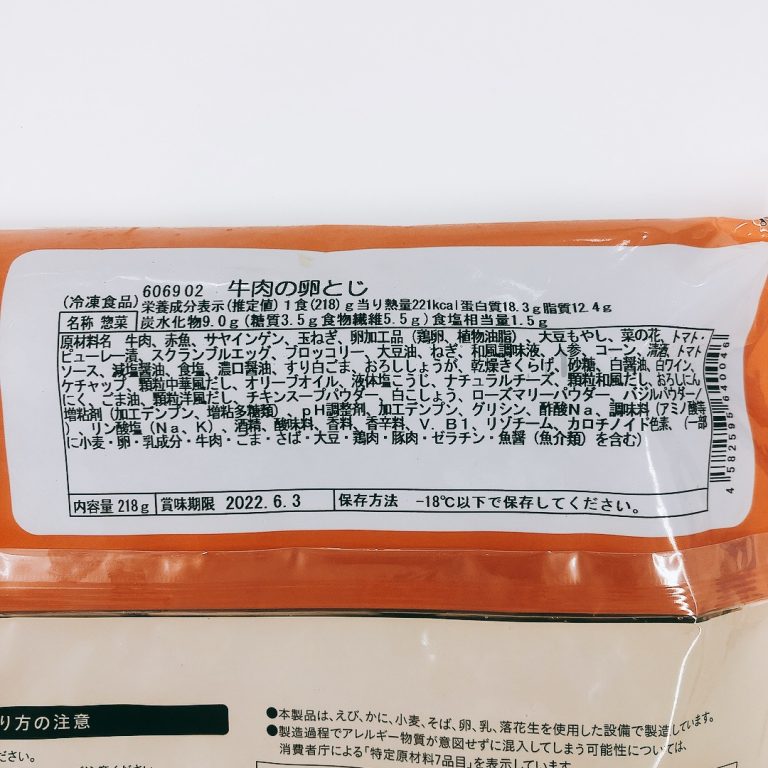 606902 牛肉の卵とじ
(冷凍食品) 栄養成分表示(推定値) 1食(218)g当り熱量221kcal蛋白質18.3g脂質12.4g
名称 惣菜 炭水化物9.0g(糖質3.5g食物繊維5.5g)食塩相当量1.5g
原材料名 牛肉、赤魚、サヤインゲン、玉ねぎ、卵加工品(鶏卵、植物油脂)、大豆もやし、菜の花、トマト・
ピューレー漬、スクランブルエッグ、ブロッコリー、大豆油、ねぎ、和風調味液、人参、コーン、清酒、トマト
ソース、減塩醤油、食塩、濃口醤油、すり白ごま、おろししょうが、乾燥きくらげ、砂糖、白醤油、白ワイン、
ケチャップ、顆粒中華風だし、オリーブオイル、液体塩こうじ、ナチュラルチーズ、顆粒和風だし、おろしにん
にく、ごま油、顆粒洋風だし、チキンスープパウダー、白こしょう、ローズマリーパウダー、バジルパウダー/
増粘剤(加工デンプン、増粘多糖類)、pH調整剤、加工デンプン、グリシン、酢酸Na、調味料(アミノ酸等
)、リン酸塩(Na、K)、酒精、酸味料、香料、香辛料、V.B1、リゾチーム、カロチノイド色素、(一部
に小麦・卵・乳成分・牛肉・ごま・さば・大豆・鶏肉・豚肉・ゼラチン・魚醤(魚介類)を含む)
内容量 218g 賞味期限 2022.6.3 保存方法 -18℃以下で保存してください。
4582595640046
り方の注意
ださい。
●本製品は、えび、かに、小麦、そば、卵、乳、落花生を使用した設備で製造しています。
●製造過程でアレルギー物質が意図せずに混入してしまう可能性については、
消費者庁による「特定原材料7品目」を表示しています。